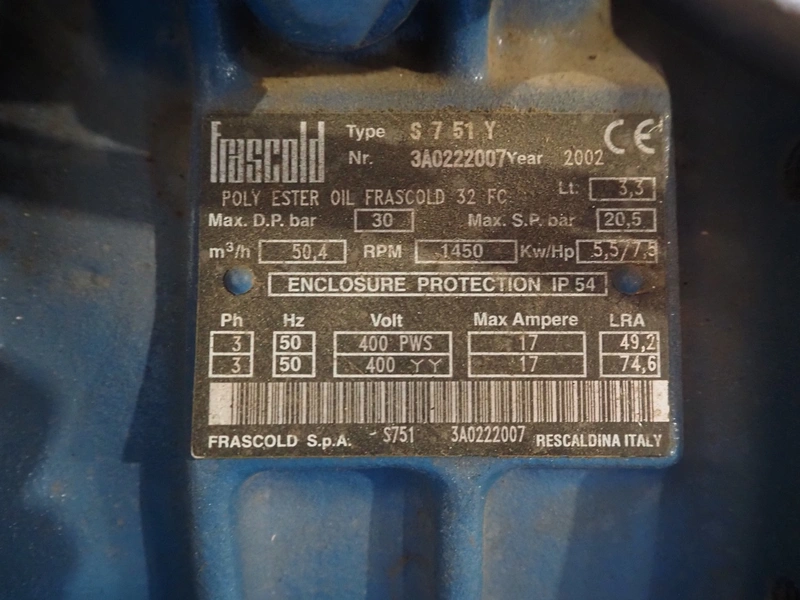 Frascold Type S 7 51 Y CE
Nr. 3A0222007 Year 2002
POLY ESTER OIL FRASCOLD 32 FC Lt. 3,3
Max. D.P. bar 30 Max. S.P. bar 20,5
m³/h 50,4 RPM 1450 Kw/Hp 5,5/7,5
ENCLOSURE PROTECTION IP 54
Ph Hz Volt Max Ampere LRA
3 50 400 PWS 17 49,2
3 50 400 YY 17 74,6
-S751 3A0222007
FRASCOLD S.p.A. RESCALDINA ITALY